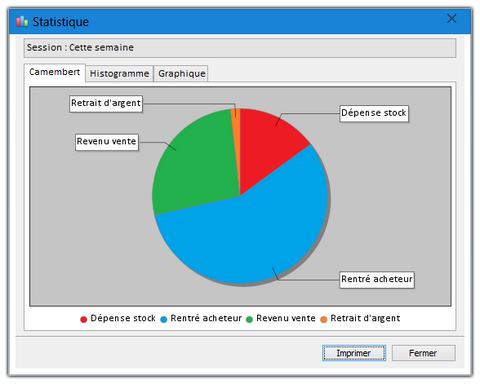 Statistique
Session : Cette semaine
Camembert Histogramme Graphique
Retrait d'argent
Dépense stock
Revenu vente
Rentré acheteur
Dépense stock Rentré acheteur Revenu vente Retrait d'argent
Imprimer Fermer